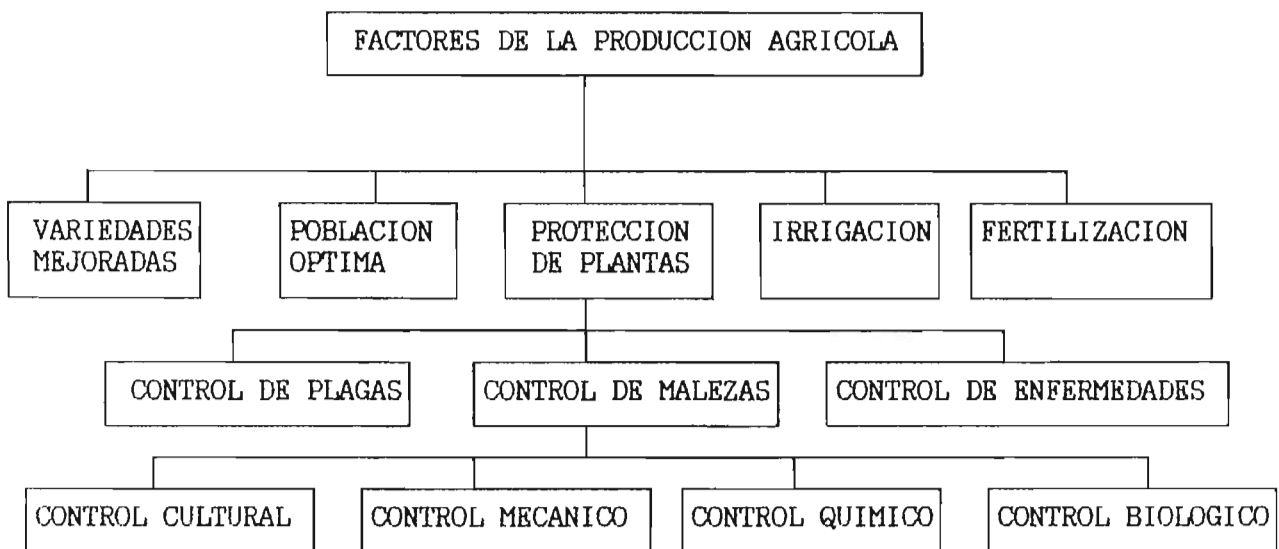 FACTORES DE LA PRODUCCION AGRICOLA
VARIEDADES
MEJORADAS
POBLACION
OPTIMA
PROTECCION
DE PLANTAS
IRRIGACION
FERTILIZACION
CONTROL DE PLAGAS
CONTROL DE MALEZAS
CONTROL DE ENFERMEDADES
CONTROL CULTURAL
CONTROL MECANICO
CONTROL QUIMICO
CONTROL BIOLOGICO